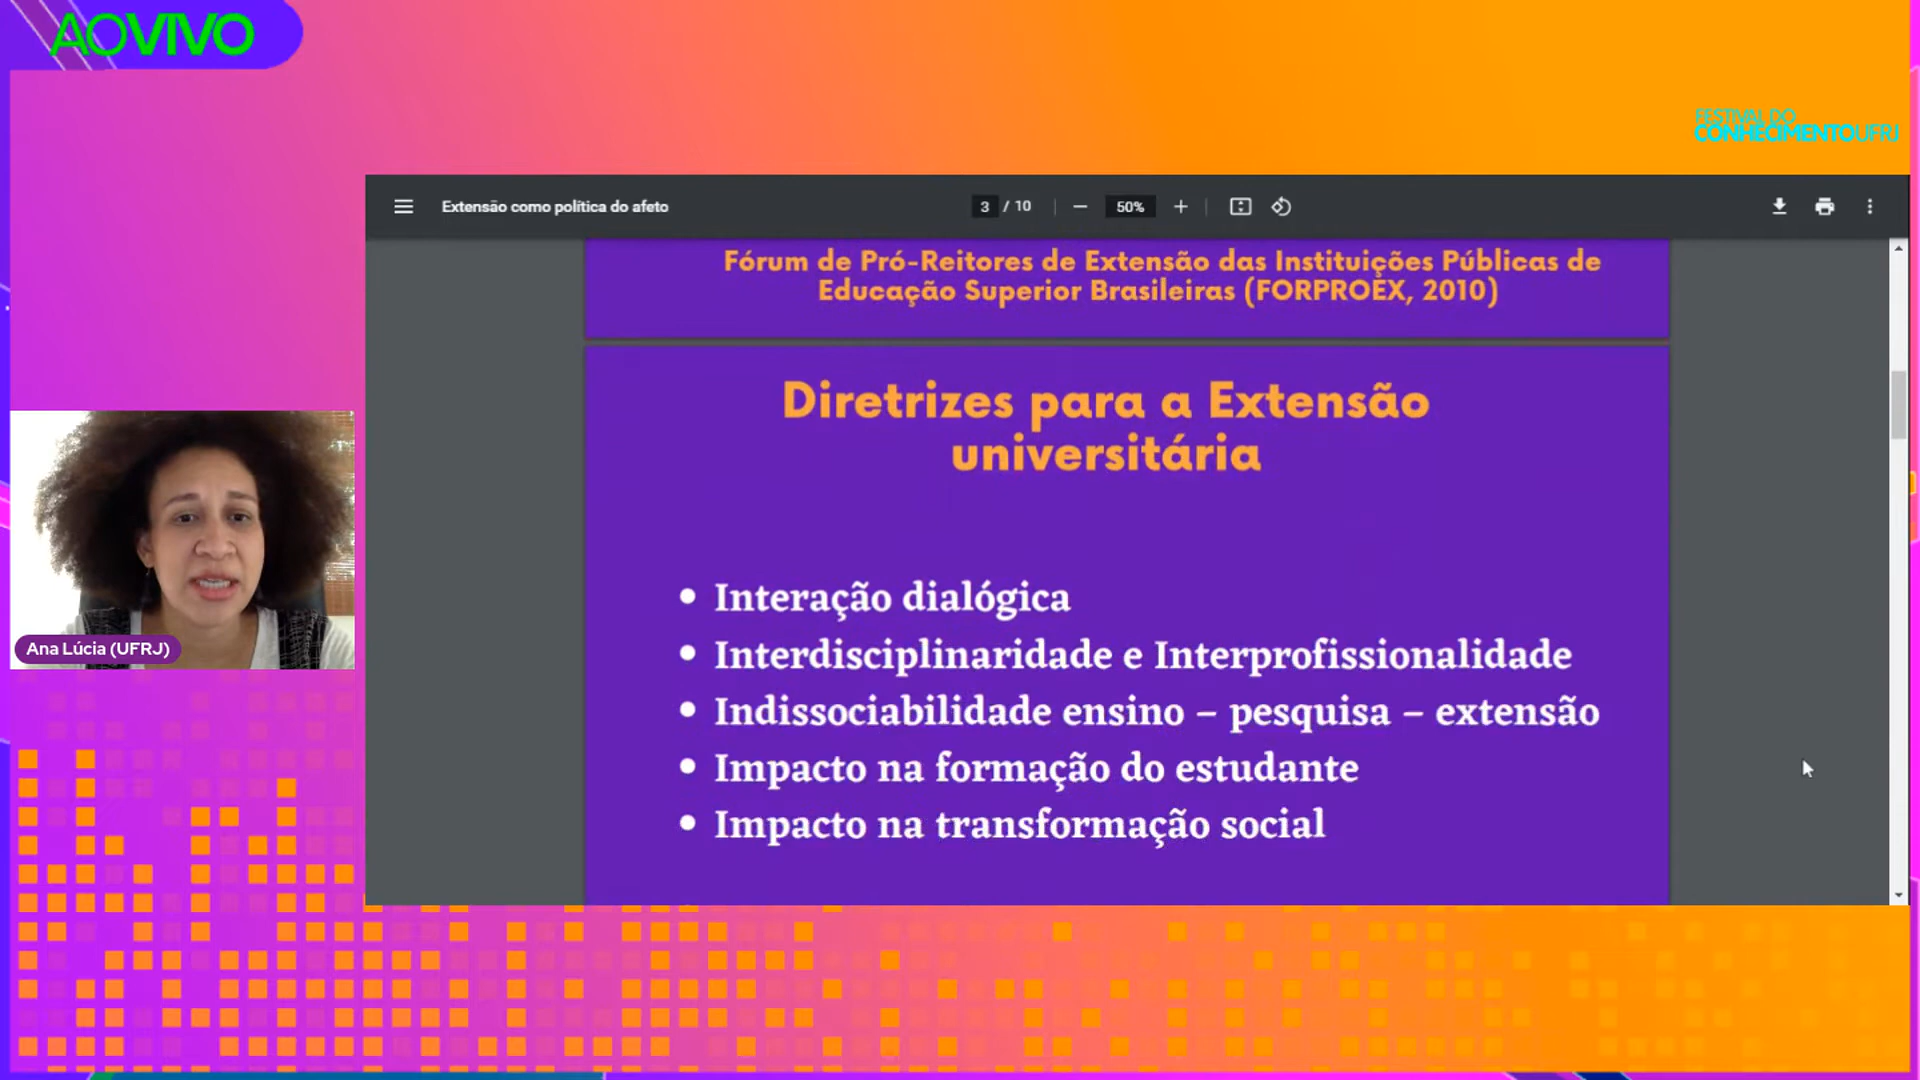 AOVIVO
FESTIVAL DO
CONHECIMENTOUFRJ
Extensão como política do afeto
3 / 10
50%
Fórum de Pró-Reitores de Extensão das Instituições Públicas de
Educação Superior Brasileiras (FORPROEX, 2010)
Diretrizes para a Extensão
universitária
• Interação dialógica
• Interdisciplinaridade e Interprofissionalidade
• Indissociabilidade ensino – pesquisa – extensão
• Impacto na formação do estudante
• Impacto na transformação social
Ana Lúcia (UFRJ)